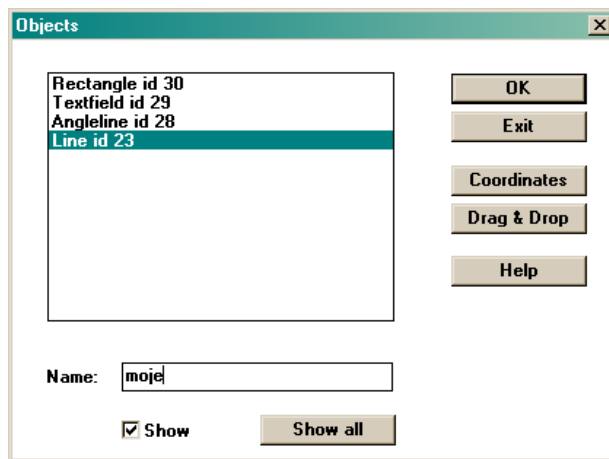 Objects
Rectangle id 30
Textfield id 29
Angleline id 28
Line id 23
OK
Exit
Coordinates
Drag & Drop
Help
Name: moje
Show Show all